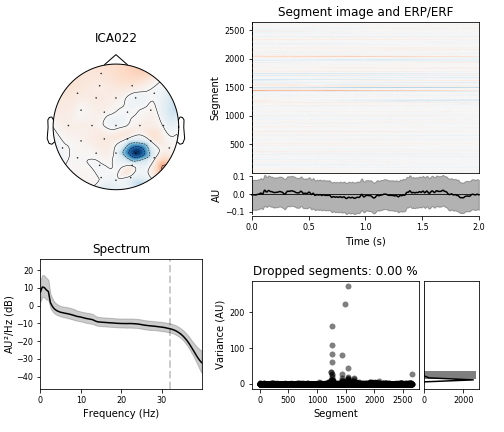 ICA022
Segment image and ERP/ERF
2500
2000
1500
1000
500
Segment
0.1
0.0
−0.1
AU
0.0 0.5 1.0 1.5 2.0
Time (s)
Spectrum
20
10
0
−10
−20
−30
−40
AU²/Hz (dB)
0 10 20 30
Frequency (Hz)
Dropped segments: 0.00 %
200
100
0
Variance (AU)
0 500 1000 1500 2000 2500
Segment
0 2000